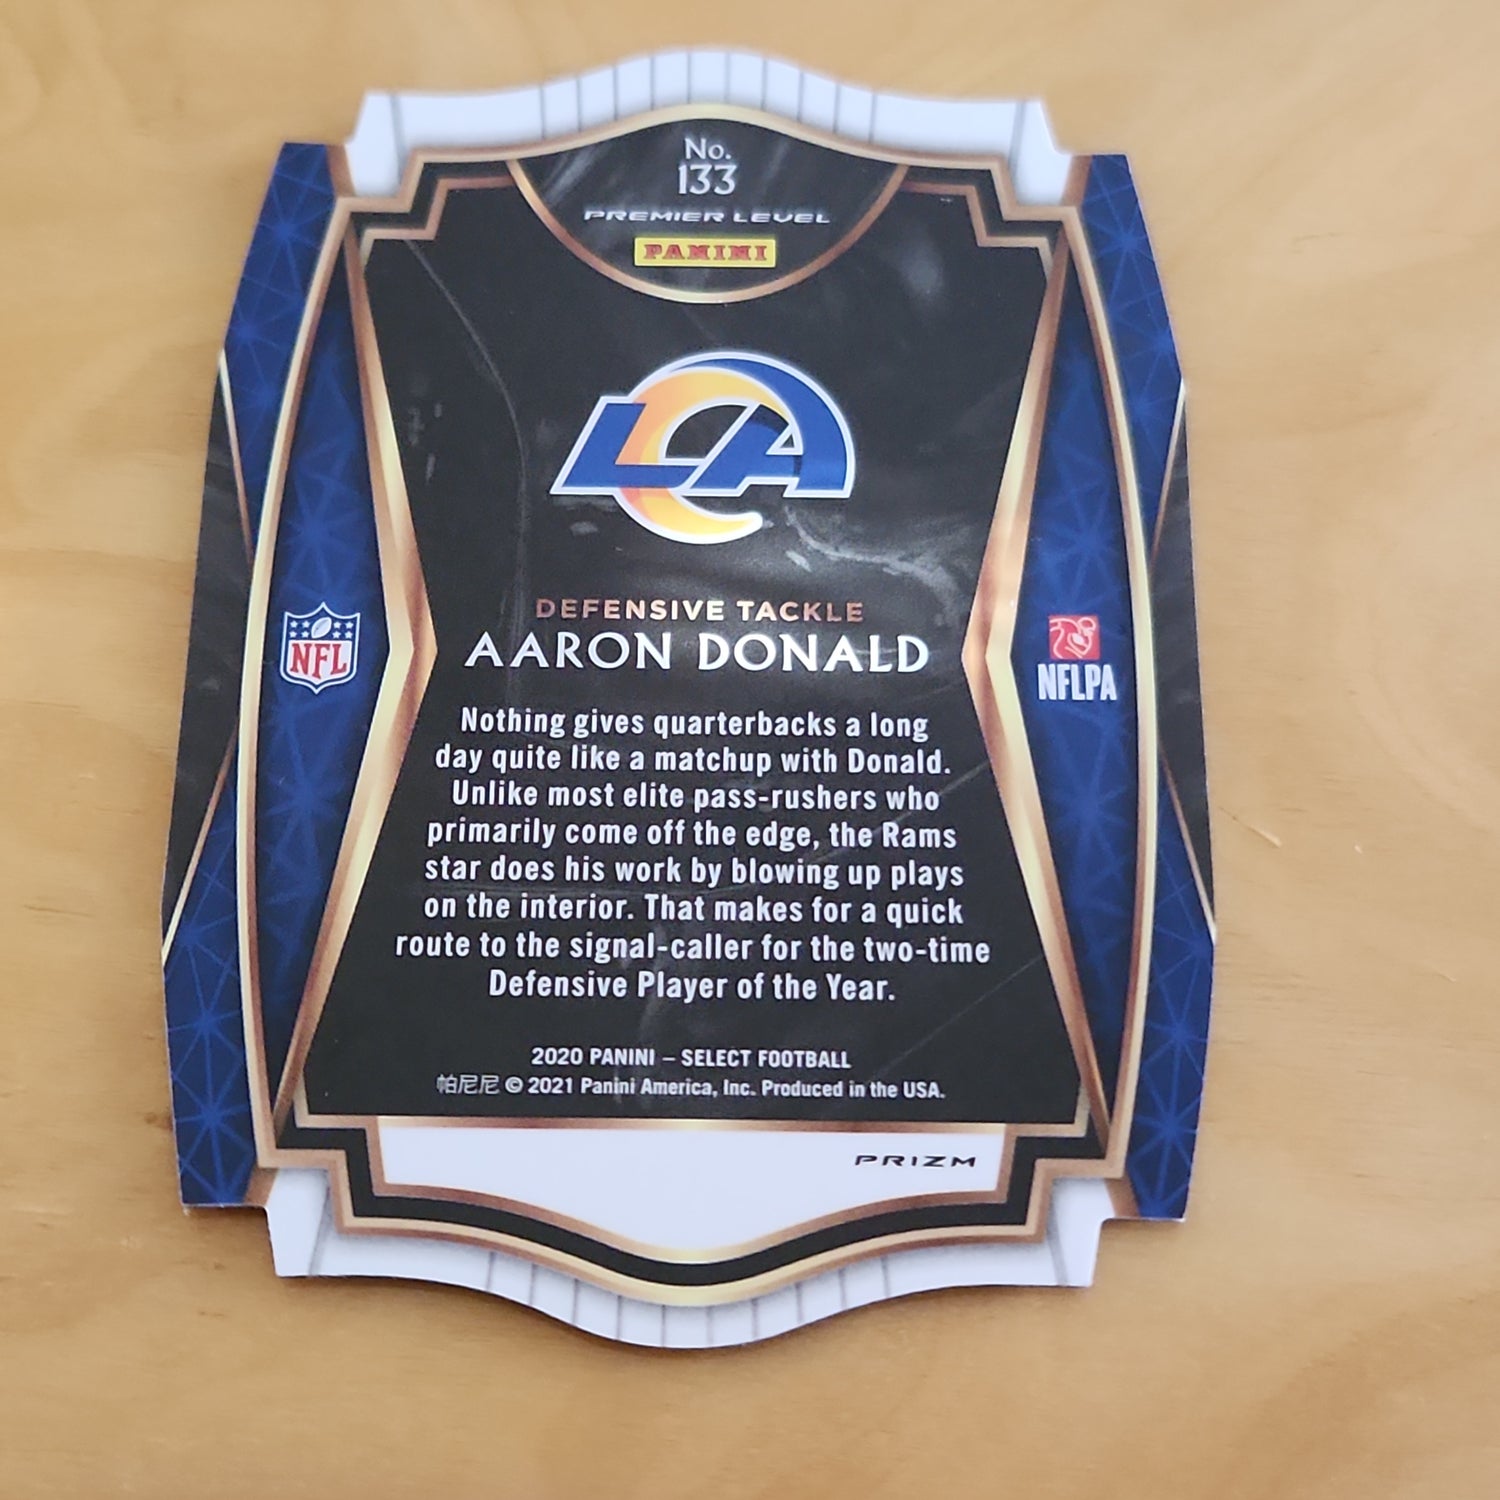 No.
133
PREMIER LEVEL
PANINI
LA
DEFENSIVE TACKLE
AARON DONALD
NFL
NFLPA
Nothing gives quarterbacks a long
day quite like a matchup with Donald.
Unlike most elite pass-rushers who
primarily come off the edge, the Rams
star does his work by blowing up plays
on the interior. That makes for a quick
route to the signal-caller for the two-time
Defensive Player of the Year.
2020 PANINI – SELECT FOOTBALL
帕尼尼 © 2021 Panini America, Inc. Produced in the USA.
PRIZM